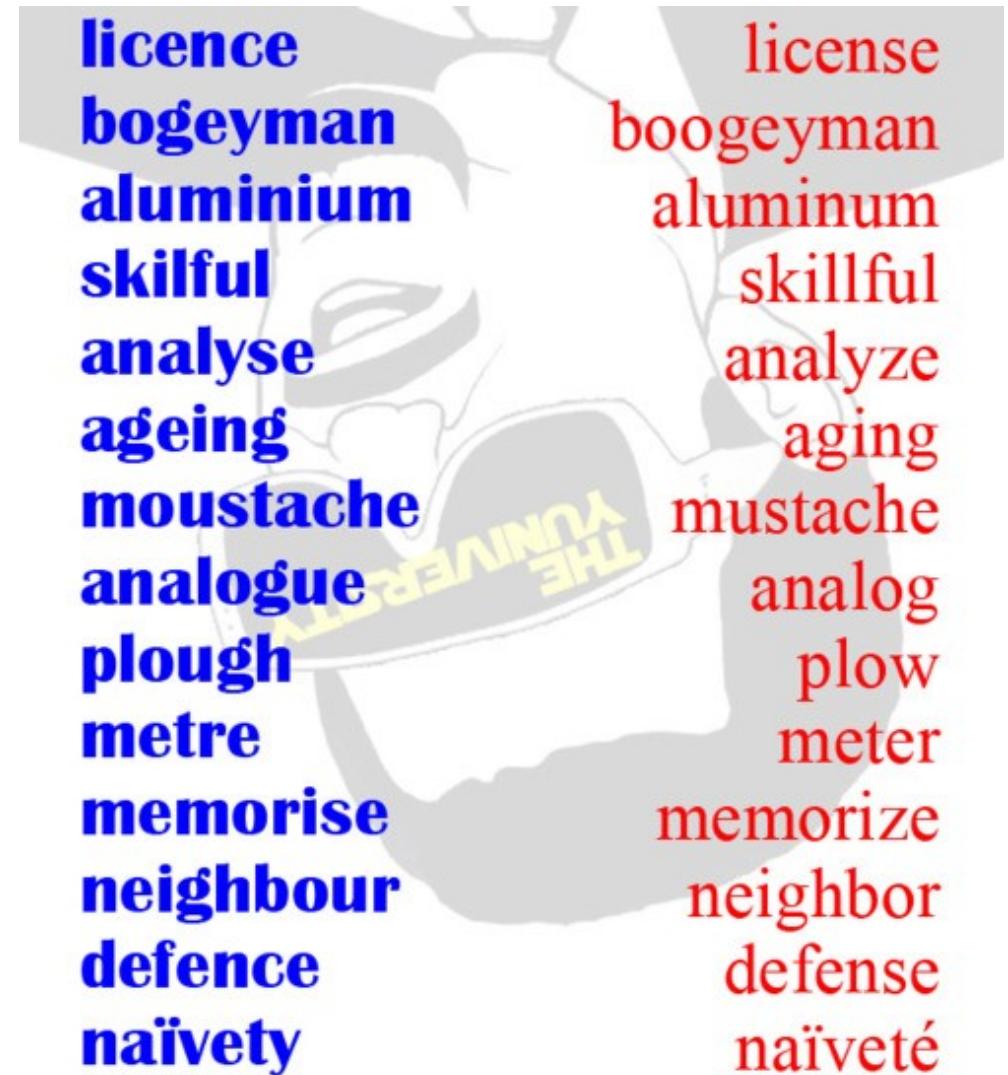 licence license
bogeyman boogeyman
aluminium aluminum
skilful skillful
analyse analyze
ageing aging
moustache mustache
analogue analog
THE YUNIVERSITY
plough plow
metre meter
memorise memorize
neighbour neighbor
defence defense
naïvety naïveté